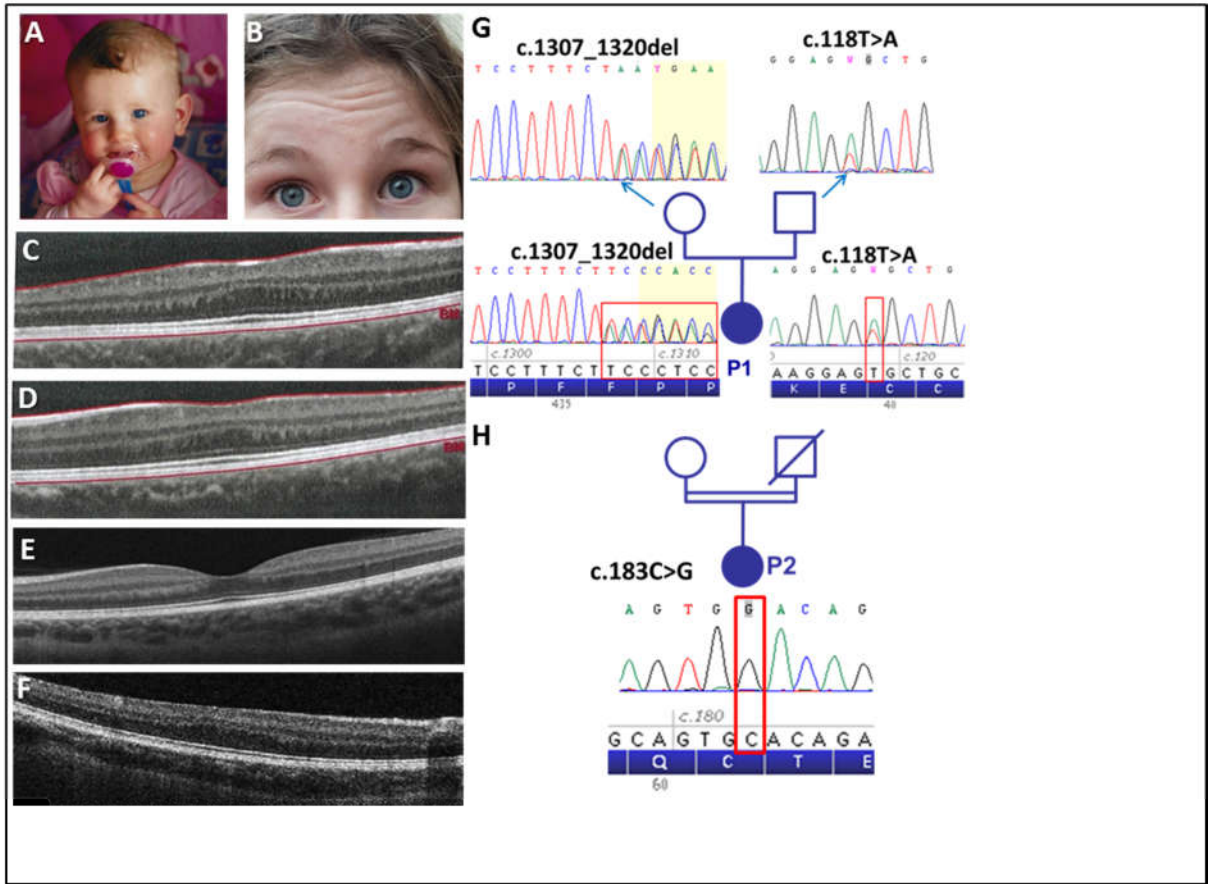 A
B
C
D
E
F
G
c.1307_1320del
T C C T T T C T A A T G A A
c.118T>A
G G A G W G C T G
c.1307_1320del
T C C T T T C T T C C C A C C
c.1300
c.1310
T C C T T T C T T C C C T C C
P F F P P
435
P1
c.118T>A
A G G A G W G C T G
c.120
A A G G A G T G C T G C
K E C C
40
H
P2
c.183C>G
A G T G G A C A G
c.180
G C A G T G C A C A G A
Q C T E
60